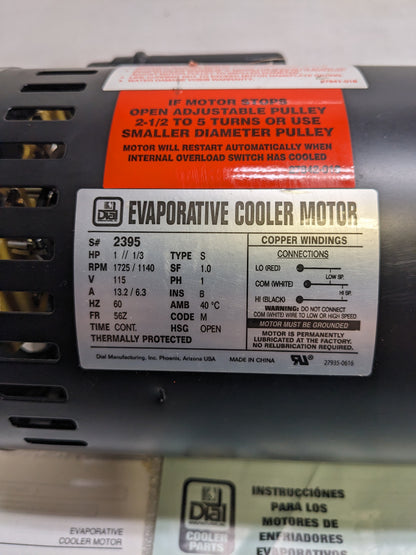 IF MOTOR STOPS
OPEN ADJUSTABLE PULLEY
2-1/2 TO 5 TURNS OR USE
SMALLER DIAMETER PULLEY
MOTOR WILL RESTART AUTOMATICALLY WHEN
INTERNAL OVERLOAD SWITCH HAS COOLED
Dial EVAPORATIVE COOLER MOTOR
S# 2395
HP 1 // 1/3 TYPE S
RPM 1725 / 1140 SF 1.0
V 115 PH 1
A 13.2 / 6.3 INS B
HZ 60 AMB 40 °C
FR 56Z CODE M
TIME CONT. HSG OPEN
THERMALLY PROTECTED
COPPER WINDINGS
CONNECTIONS
LO (RED)
LOW SP.
COM (WHITE)
HI SP.
HI (BLACK)
WARNING: DO NOT CONNECT
COM (WHITE) WIRE TO LOW OR HIGH SPEED
MOTOR MUST BE GROUNDED
MOTOR IS PERMANENTLY
LUBRICATED AT THE FACTORY.
NO RELUBRICATION IS REQUIRED.
Dial Manufacturing, Inc. Phoenix, Arizona USA MADE IN CHINA 27935-0616
EVAPORATIVE
COOLER MOTOR
Dial
COOLER
PARTS
INSTRUCCIÓNES
PARA LOS
MOTORES DE
ENFRIADORES
EVAPORATIVOS